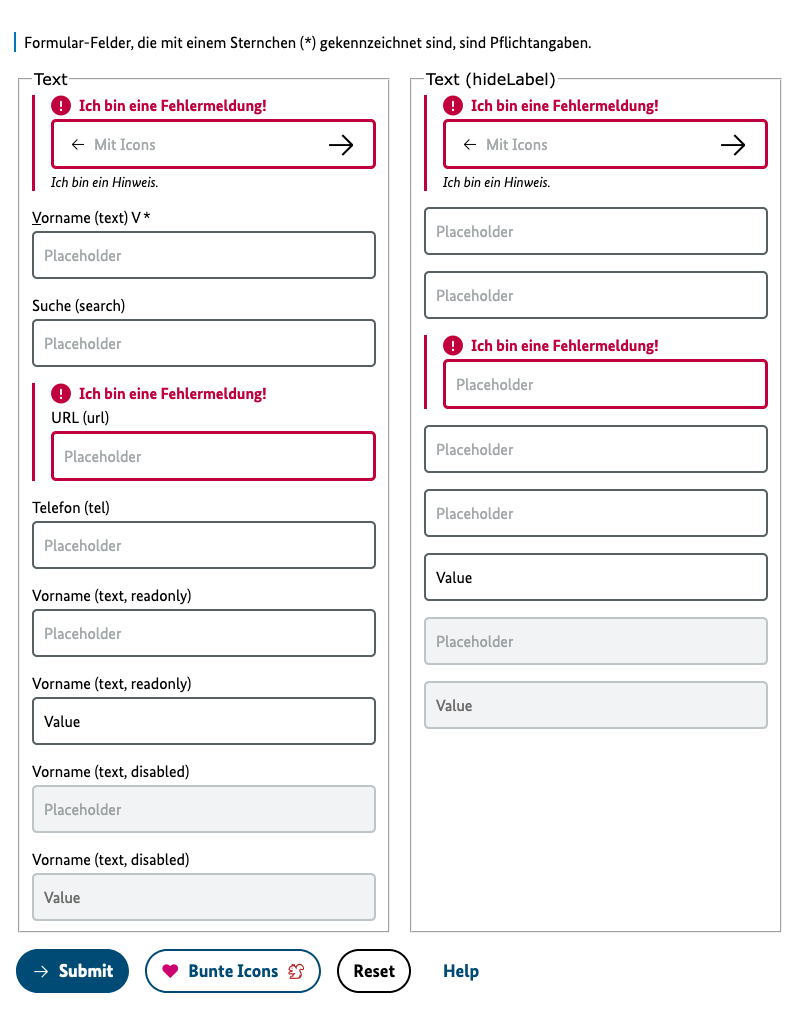 Formular-Felder, die mit einem Sternchen (*) gekennzeichnet sind, sind Pflichtangaben.
Text
Ich bin eine Fehlermeldung!
Mit Icons
Ich bin ein Hinweis.
Vorname (text) V *
Placeholder
Suche (search)
Placeholder
Ich bin eine Fehlermeldung!
URL (url)
Placeholder
Telefon (tel)
Placeholder
Vorname (text, readonly)
Placeholder
Vorname (text, readonly)
Value
Vorname (text, disabled)
Placeholder
Vorname (text, disabled)
Value
Text (hideLabel)
Ich bin eine Fehlermeldung!
Mit Icons
Ich bin ein Hinweis.
Placeholder
Placeholder
Ich bin eine Fehlermeldung!
Placeholder
Placeholder
Placeholder
Value
Placeholder
Value
Submit
Bunte Icons
Reset
Help